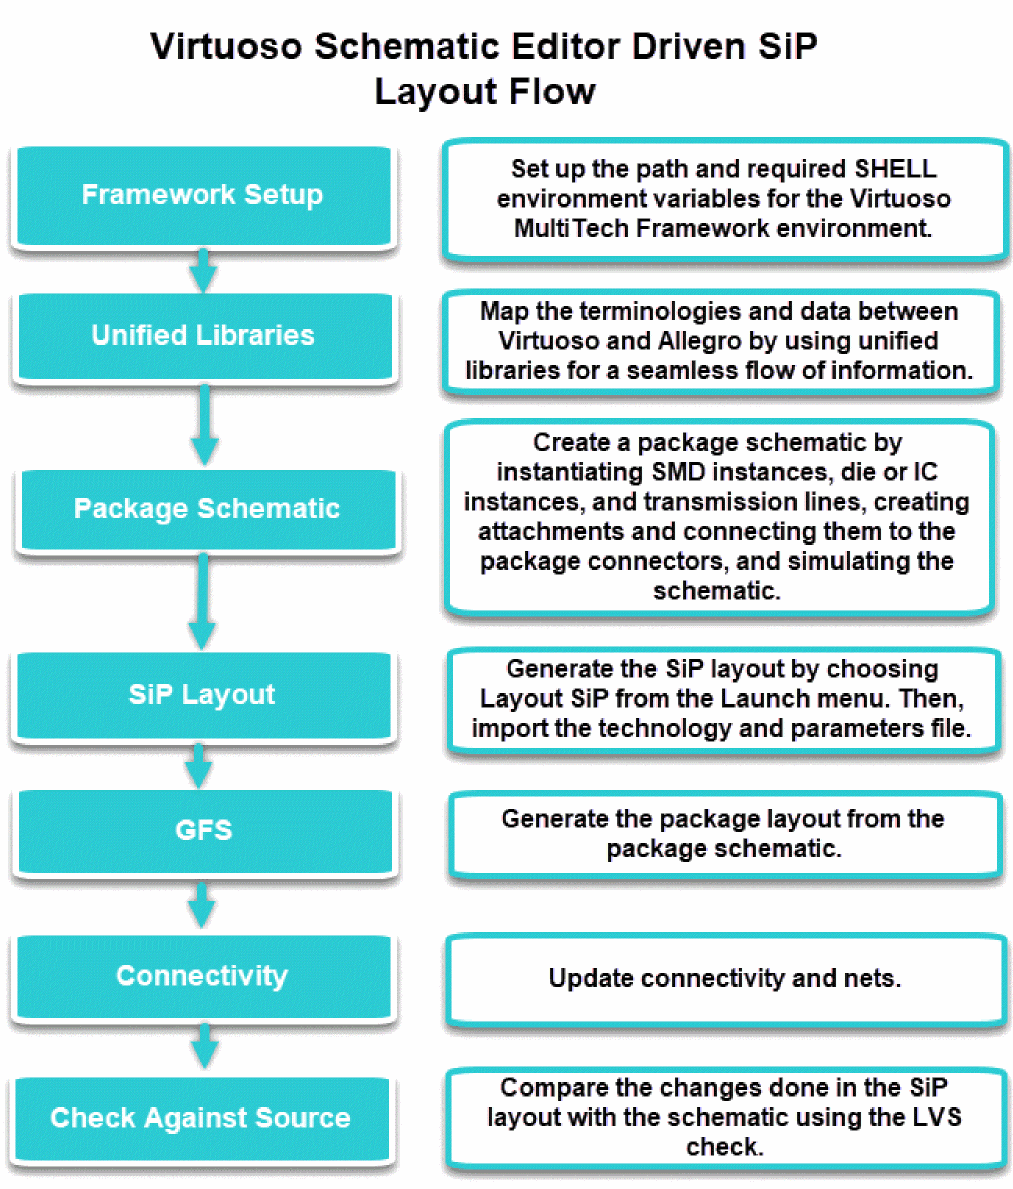 Virtuoso Schematic Editor Driven SiP
Layout Flow
Framework Setup
Set up the path and required SHELL
environment variables for the Virtuoso
MultiTech Framework environment.
Unified Libraries
Map the terminologies and data between
Virtuoso and Allegro by using unified
libraries for a seamless flow of information.
Package Schematic
Create a package schematic by
instantiating SMD instances, die or IC
instances, and transmission lines, creating
attachments and connecting them to the
package connectors, and simulating the
schematic.
SiP Layout
Generate the SiP layout by choosing
Layout SiP from the Launch menu. Then,
import the technology and parameters file.
GFS
Generate the package layout from the
package schematic.
Connectivity
Update connectivity and nets.
Check Against Source
Compare the changes done in the SiP
layout with the schematic using the LVS
check.